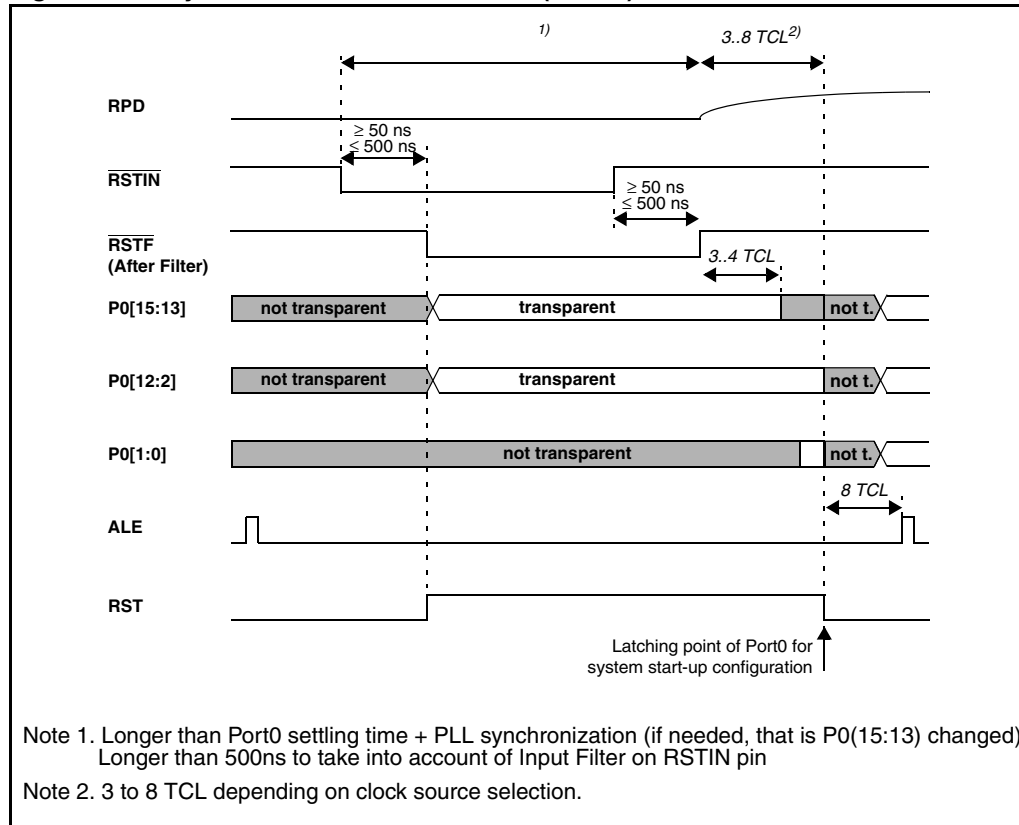 1)
3..8 TCL2)
RPD
≥ 50 ns
≤ 500 ns
RSTIN
≥ 50 ns
≤ 500 ns
RSTF
(After Filter)
3..4 TCL
P0[15:13]
not transparent
transparent
not t.
P0[12:2]
not transparent
transparent
not t.
P0[1:0]
not transparent
not t.
8 TCL
ALE
RST
Latching point of Port0 for
system start-up configuration
Note 1. Longer than Port0 settling time + PLL synchronization (if needed, that is P0(15:13) changed)
Longer than 500ns to take into account of Input Filter on RSTIN pin
Note 2. 3 to 8 TCL depending on clock source selection.